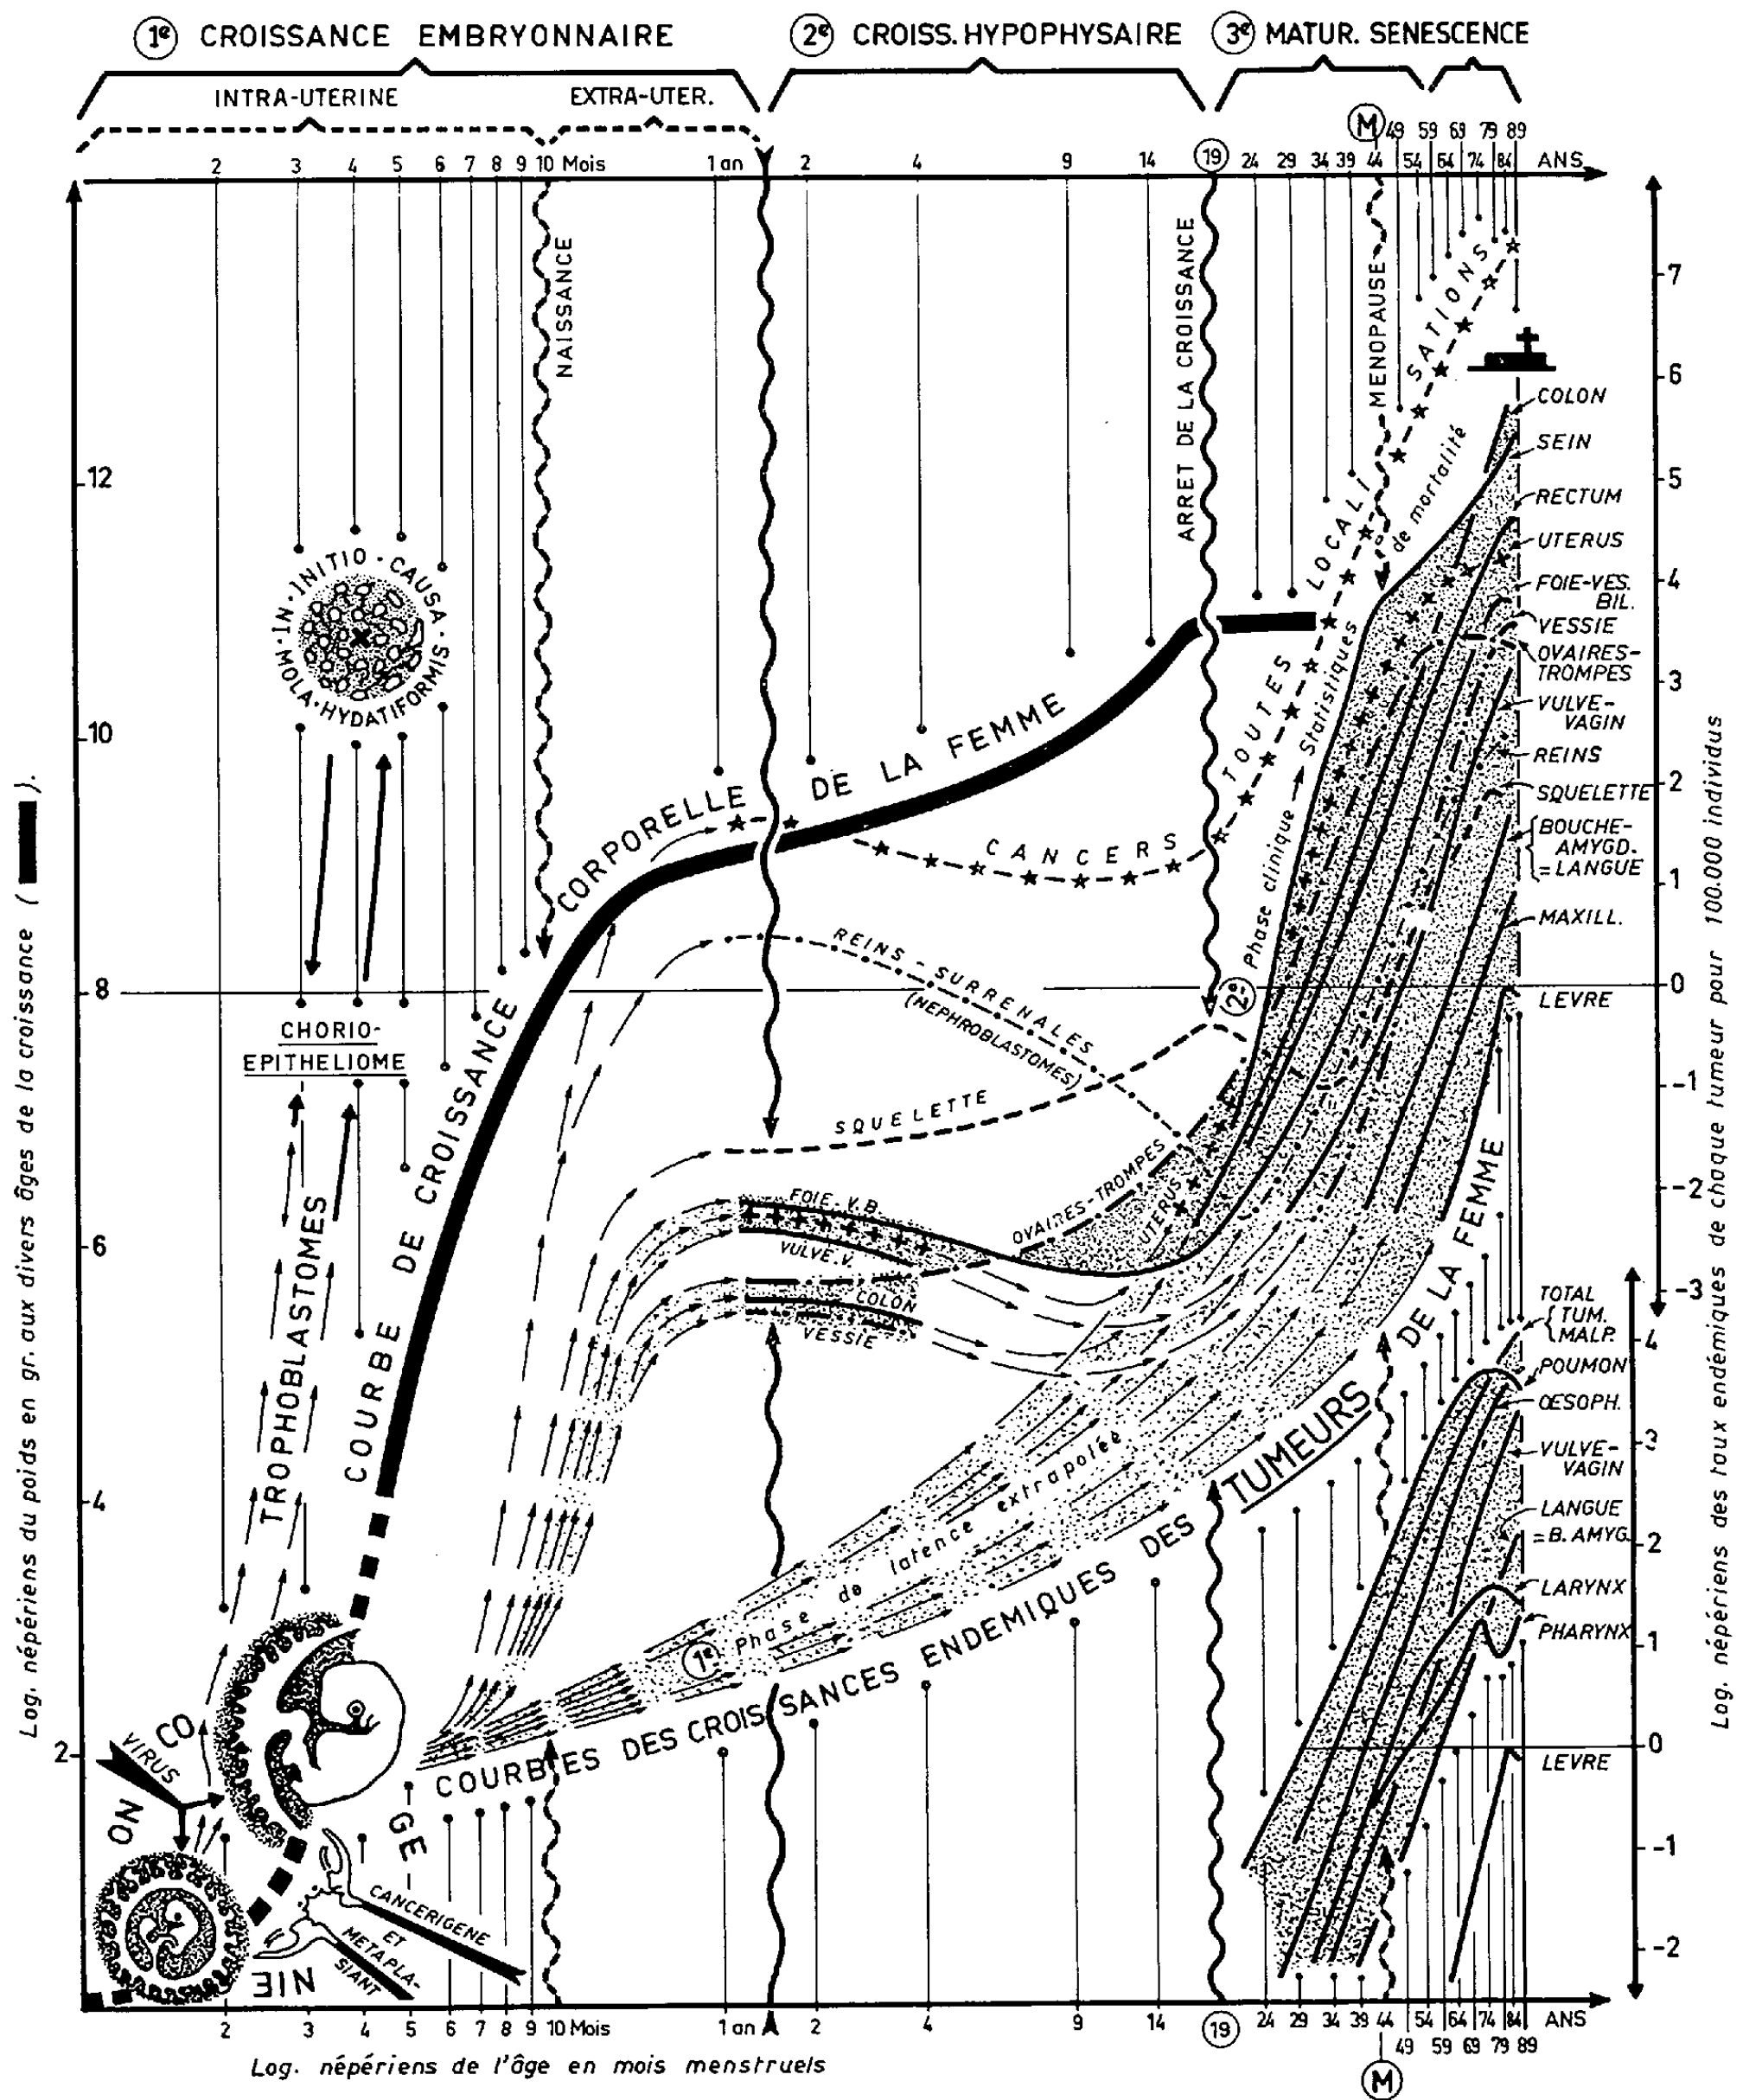 1e CROISSANCE EMBRYONNAIRE
2e CROISS. HYPOPHYSAIRE
3e MATUR. SENESCENCE
INTRA-UTERINE
EXTRA-UTER.
M 49 59 69 79 89
2 3 4 5 6 7 8 9 10 Mois 1 an 2 4 9 14 19 24 29 34 39 44 54 64 74 84 ANS
NAISSANCE
ARRET DE LA CROISSANCE
MENOPAUSE
12
10
8
6
4
2
Log. népériens du poids en gr. aux divers âges de la croissance ( ).
7
6
5
4
3
2
1
0
-1
-2
-3
4
3
2
1
0
-1
-2
Log. népériens des taux endémiques de chaque tumeur pour 100.000 individus
IN·INITIO·CAUSA·
MOLA·HYDATIFORMIS·
CHORIO-
EPITHELIOME
TROPHOBLASTOMES
COURBE DE CROISSANCE CORPORELLE DE LA FEMME
CANCERS TOUTES LOCALISATIONS
2e Phase clinique Statistiques de mortalité
REINS - SURRENALES
(NEPHROBLASTOMES)
SQUELETTE
FOIE. V.B.
VULVE.V.
COLON
VESSIE
OVAIRES-TROMPES
UTERUS
1e Phase de latence extrapolée
COURBES DES CROISSANCES ENDEMIQUES DES TUMEURS DE LA FEMME
COLON
SEIN
RECTUM
UTERUS
FOIE-VES.
BIL.
VESSIE
OVAIRES-
TROMPES
VULVE-
VAGIN
REINS
SQUELETTE
BOUCHE-
AMYGD.
=LANGUE
MAXILL.
LEVRE
TOTAL
TUM.
MALP.
POUMON
ŒSOPH.
VULVE-
VAGIN
LANGUE
=B.AMYG.
LARYNX
PHARYNX
LEVRE
VIRUS
ON CO GE NIE
CANCERIGENE
ET
METAPLA-
SIANT
2 3 4 5 6 7 8 9 10 Mois 1 an 2 4 9 14 19 24 29 34 39 44 54 64 74 84 ANS
49 59 69 79 89
M
Log. népériens de l'âge en mois menstruels